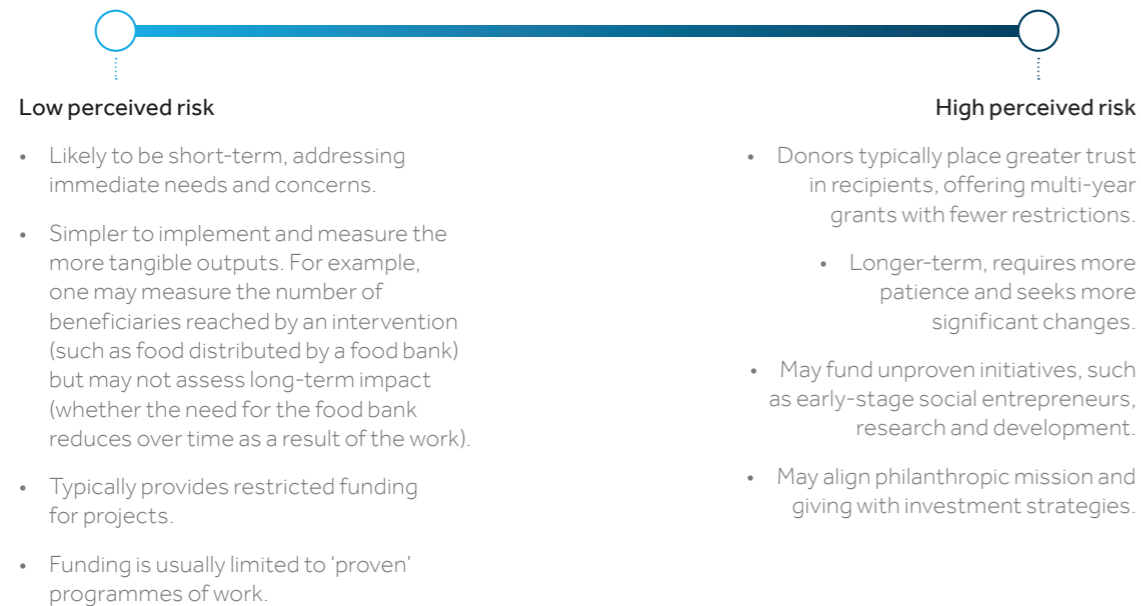 Low perceived risk
• Likely to be short-term, addressing
immediate needs and concerns.
• Simpler to implement and measure the
more tangible outputs. For example,
one may measure the number of
beneficiaries reached by an intervention
(such as food distributed by a food bank)
but may not assess long-term impact
(whether the need for the food bank
reduces over time as a result of the work).
• Typically provides restricted funding
for projects.
• Funding is usually limited to ‘proven’
programmes of work.
High perceived risk
• Donors typically place greater trust
in recipients, offering multi-year
grants with fewer restrictions.
• Longer-term, requires more
patience and seeks more
significant changes.
• May fund unproven initiatives, such
as early-stage social entrepreneurs,
research and development.
• May align philanthropic mission and
giving with investment strategies.